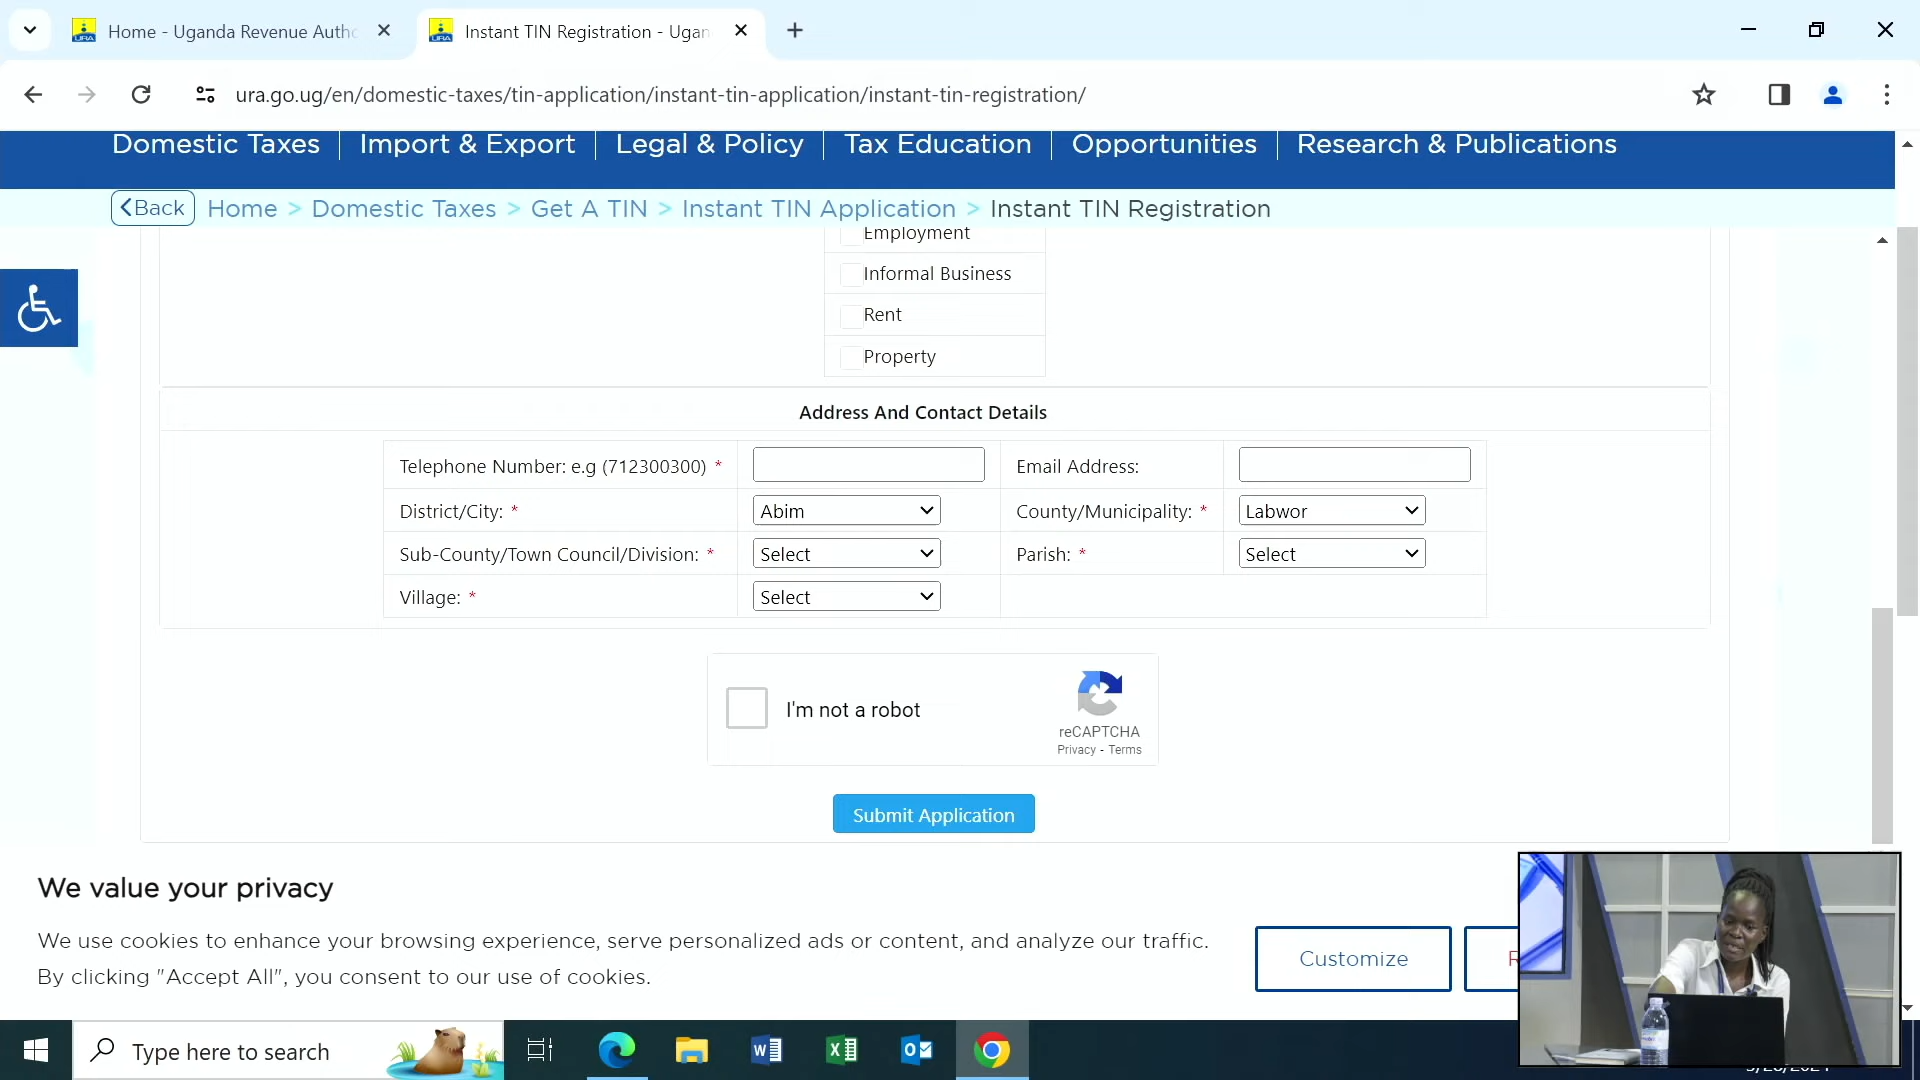 Home - Uganda Revenue Autho
Instant TIN Registration - Ugan
ura.go.ug/en/domestic-taxes/tin-application/instant-tin-application/instant-tin-registration/
Domestic Taxes
Import & Export
Legal & Policy
Tax Education
Opportunities
Research & Publications
Back
Home > Domestic Taxes > Get A TIN > Instant TIN Application > Instant TIN Registration
Employment
Informal Business
Rent
Property
Address And Contact Details
Telephone Number: e.g (712300300) *
Email Address:
District/City: * Abim
County/Municipality: * Labwor
Sub-County/Town Council/Division: * Select
Parish: * Select
Village: * Select
I'm not a robot
reCAPTCHA
Privacy - Terms
Submit Application
We value your privacy
We use cookies to enhance your browsing experience, serve personalized ads or content, and analyze our traffic.
By clicking "Accept All", you consent to our use of cookies.
Customize
Type here to search